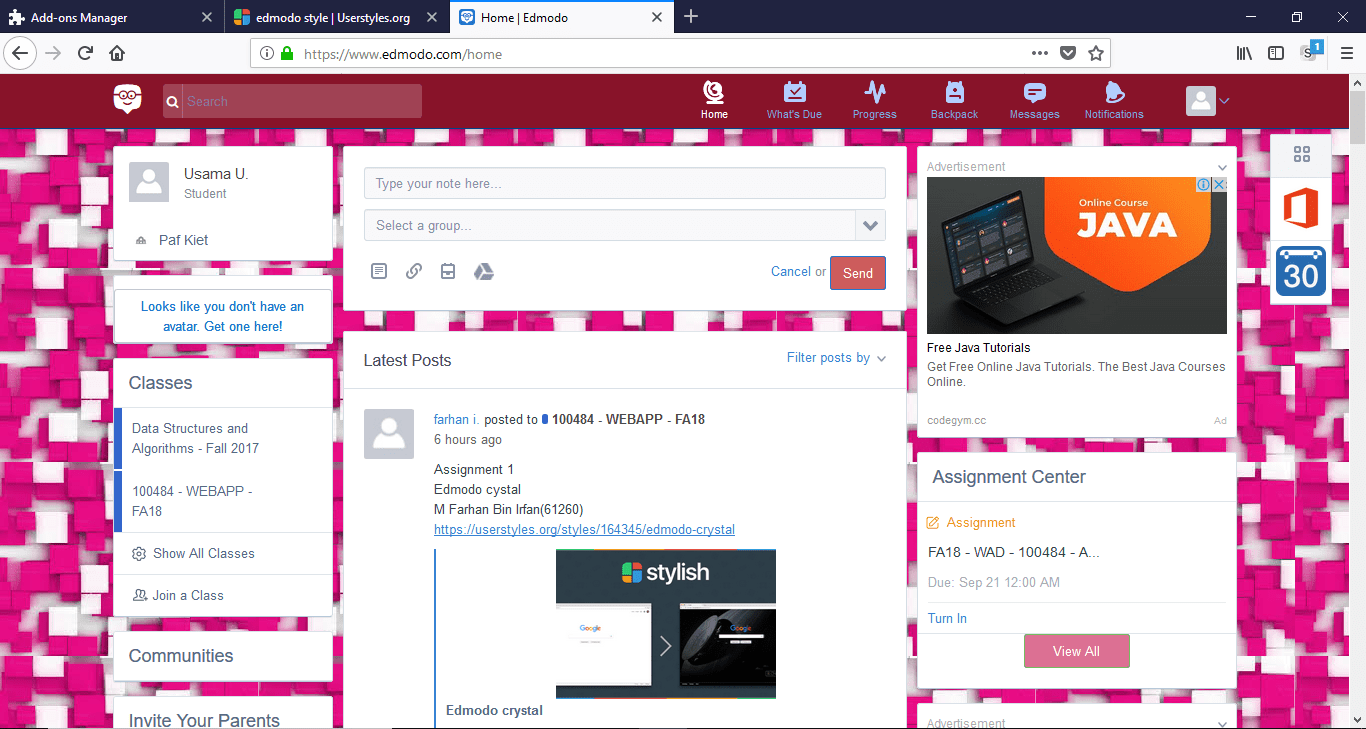 Add-ons Manager
edmodo style | Userstyles.org
Home | Edmodo
https://www.edmodo.com/home
S
1
Search
Home
What's Due
Progress
Backpack
Messages
Notifications
Usama U.
Student
Paf Kiet
Looks like you don't have an
avatar. Get one here!
Classes
Data Structures and
Algorithms - Fall 2017
100484 - WEBAPP -
FA18
Show All Classes
Join a Class
Communities
Invite Your Parents
Type your note here...
Select a group...
Cancel or
Send
Latest Posts
Filter posts by
farhan i. posted to 100484 - WEBAPP - FA18
6 hours ago
Assignment 1
Edmodo cystal
M Farhan Bin Irfan(61260)
https://userstyles.org/styles/164345/edmodo-crystal
stylish
Google
Google
Edmodo crystal
Advertisement
Online Course
JAVA
Free Java Tutorials
Get Free Online Java Tutorials. The Best Java Courses
Online.
codegym.cc
Ad
Assignment Center
Assignment
FA18 - WAD - 100484 - A...
Due: Sep 21 12:00 AM
Turn In
View All
Advertisement
30